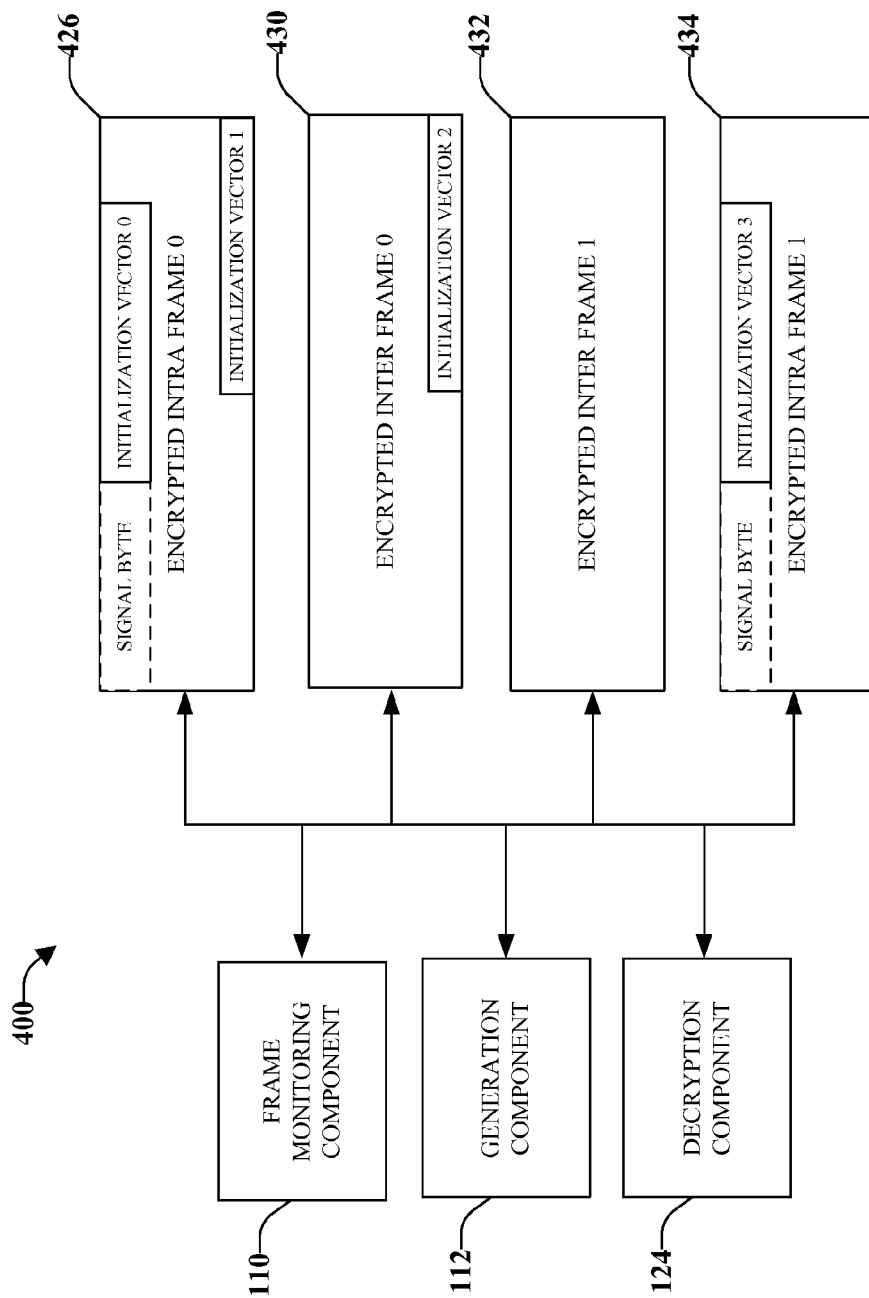 400
FRAME
MONITORING
COMPONENT
110
GENERATION
COMPONENT
112
DECRYPTION
COMPONENT
124
SIGNAL BYTE
INITIALIZATION VECTOR 0
ENCRYPTED INTRA FRAME 0
INITIALIZATION VECTOR 1
426
ENCRYPTED INTER FRAME 0
INITIALIZATION VECTOR 2
430
ENCRYPTED INTER FRAME 1
432
SIGNAL BYTE
INITIALIZATION VECTOR 3
ENCRYPTED INTRA FRAME 1
434